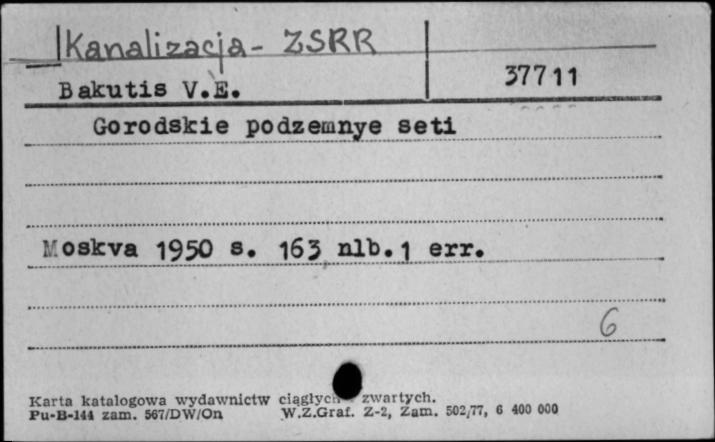 Kanalizacja - ZSRR
Bakutis V.È.
37711
Gorodskie podzemnye seti
Moskva 1950 s. 163 nlb.1 err.
6
Karta katalogowa wydawnictw ciągłych zwartych.
Pu-B-144 zam. 567/DW/On W.Z.Graf. Z-2, Zam. 502/77, 6 400 000